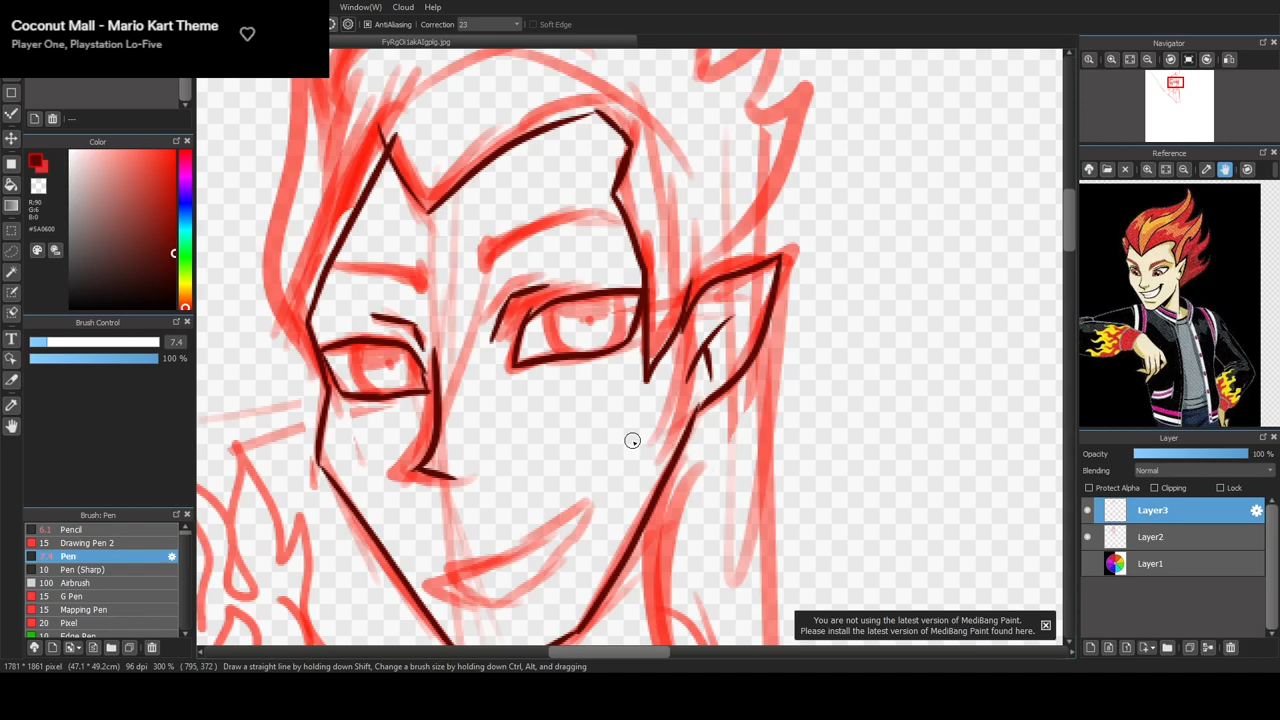 Coconut Mall - Mario Kart Theme
Player One, Playstation Lo-Five
Window(W) Cloud Help
AntiAliasing Correction 23 Soft Edge
FyRgOi1akAIgplg.jpg
Navigator
---
Color
R:90
G:6
B:0
#5A0600
Reference
Brush Control
7.4
100 %
Layer
Opacity 100 %
Blending Normal
Protect Alpha Clipping Lock
Layer3
Layer2
Layer1
Brush: Pen
6.1 Pencil
15 Drawing Pen 2
7.4 Pen
10 Pen (Sharp)
100 Airbrush
15 G Pen
15 Mapping Pen
20 Pixel
10 Edge Pen
You are not using the latest version of MediBang Paint.
Please install the latest version of MediBang Paint found here.
1781 * 1861 pixel (47.1 * 49.2cm) 96 dpi 300 % ( 795, 372 ) Draw a straight line by holding down Shift, Change a brush size by holding down Ctrl, Alt, and dragging